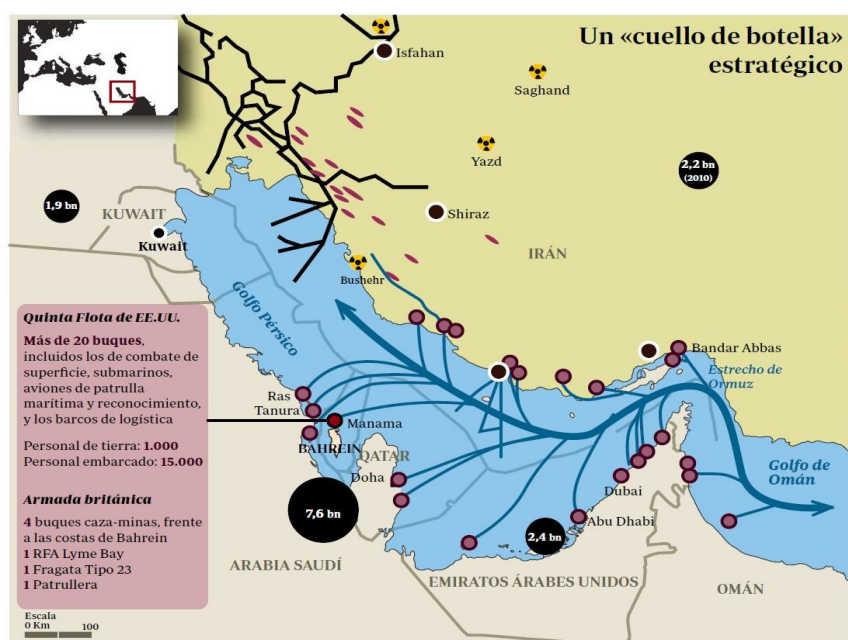 Un «cuello de botella»
estratégico
Isfahan
Saghand
Yazd
2,2 bn
(2010)
1,9 bn
KUWAIT
Kuwait
Shiraz
IRÁN
Bushehr
Golfo Pérsico
Bandar Abbas
Estrecho de
Ormuz
Quinta Flota de EE.UU.
Más de 20 buques,
incluidos los de combate de
superficie, submarinos,
aviones de patrulla
marítima y reconocimiento,
y los barcos de logística
Personal de tierra: 1.000
Personal embarcado: 15.000
Armada británica
4 buques caza-minas, frente
a las costas de Bahrein
1 RFA Lyme Bay
1 Fragata Tipo 23
1 Patrullera
Ras
Tanura
Manama
BAHREIN
QATAR
Doha
Golfo de
Omán
Dubai
7,6 bn
Abu Dhabi
2,4 bn
ARABIA SAUDÍ
EMIRATOS ÁRABES UNIDOS
OMÁN
Escala
0 Km 100